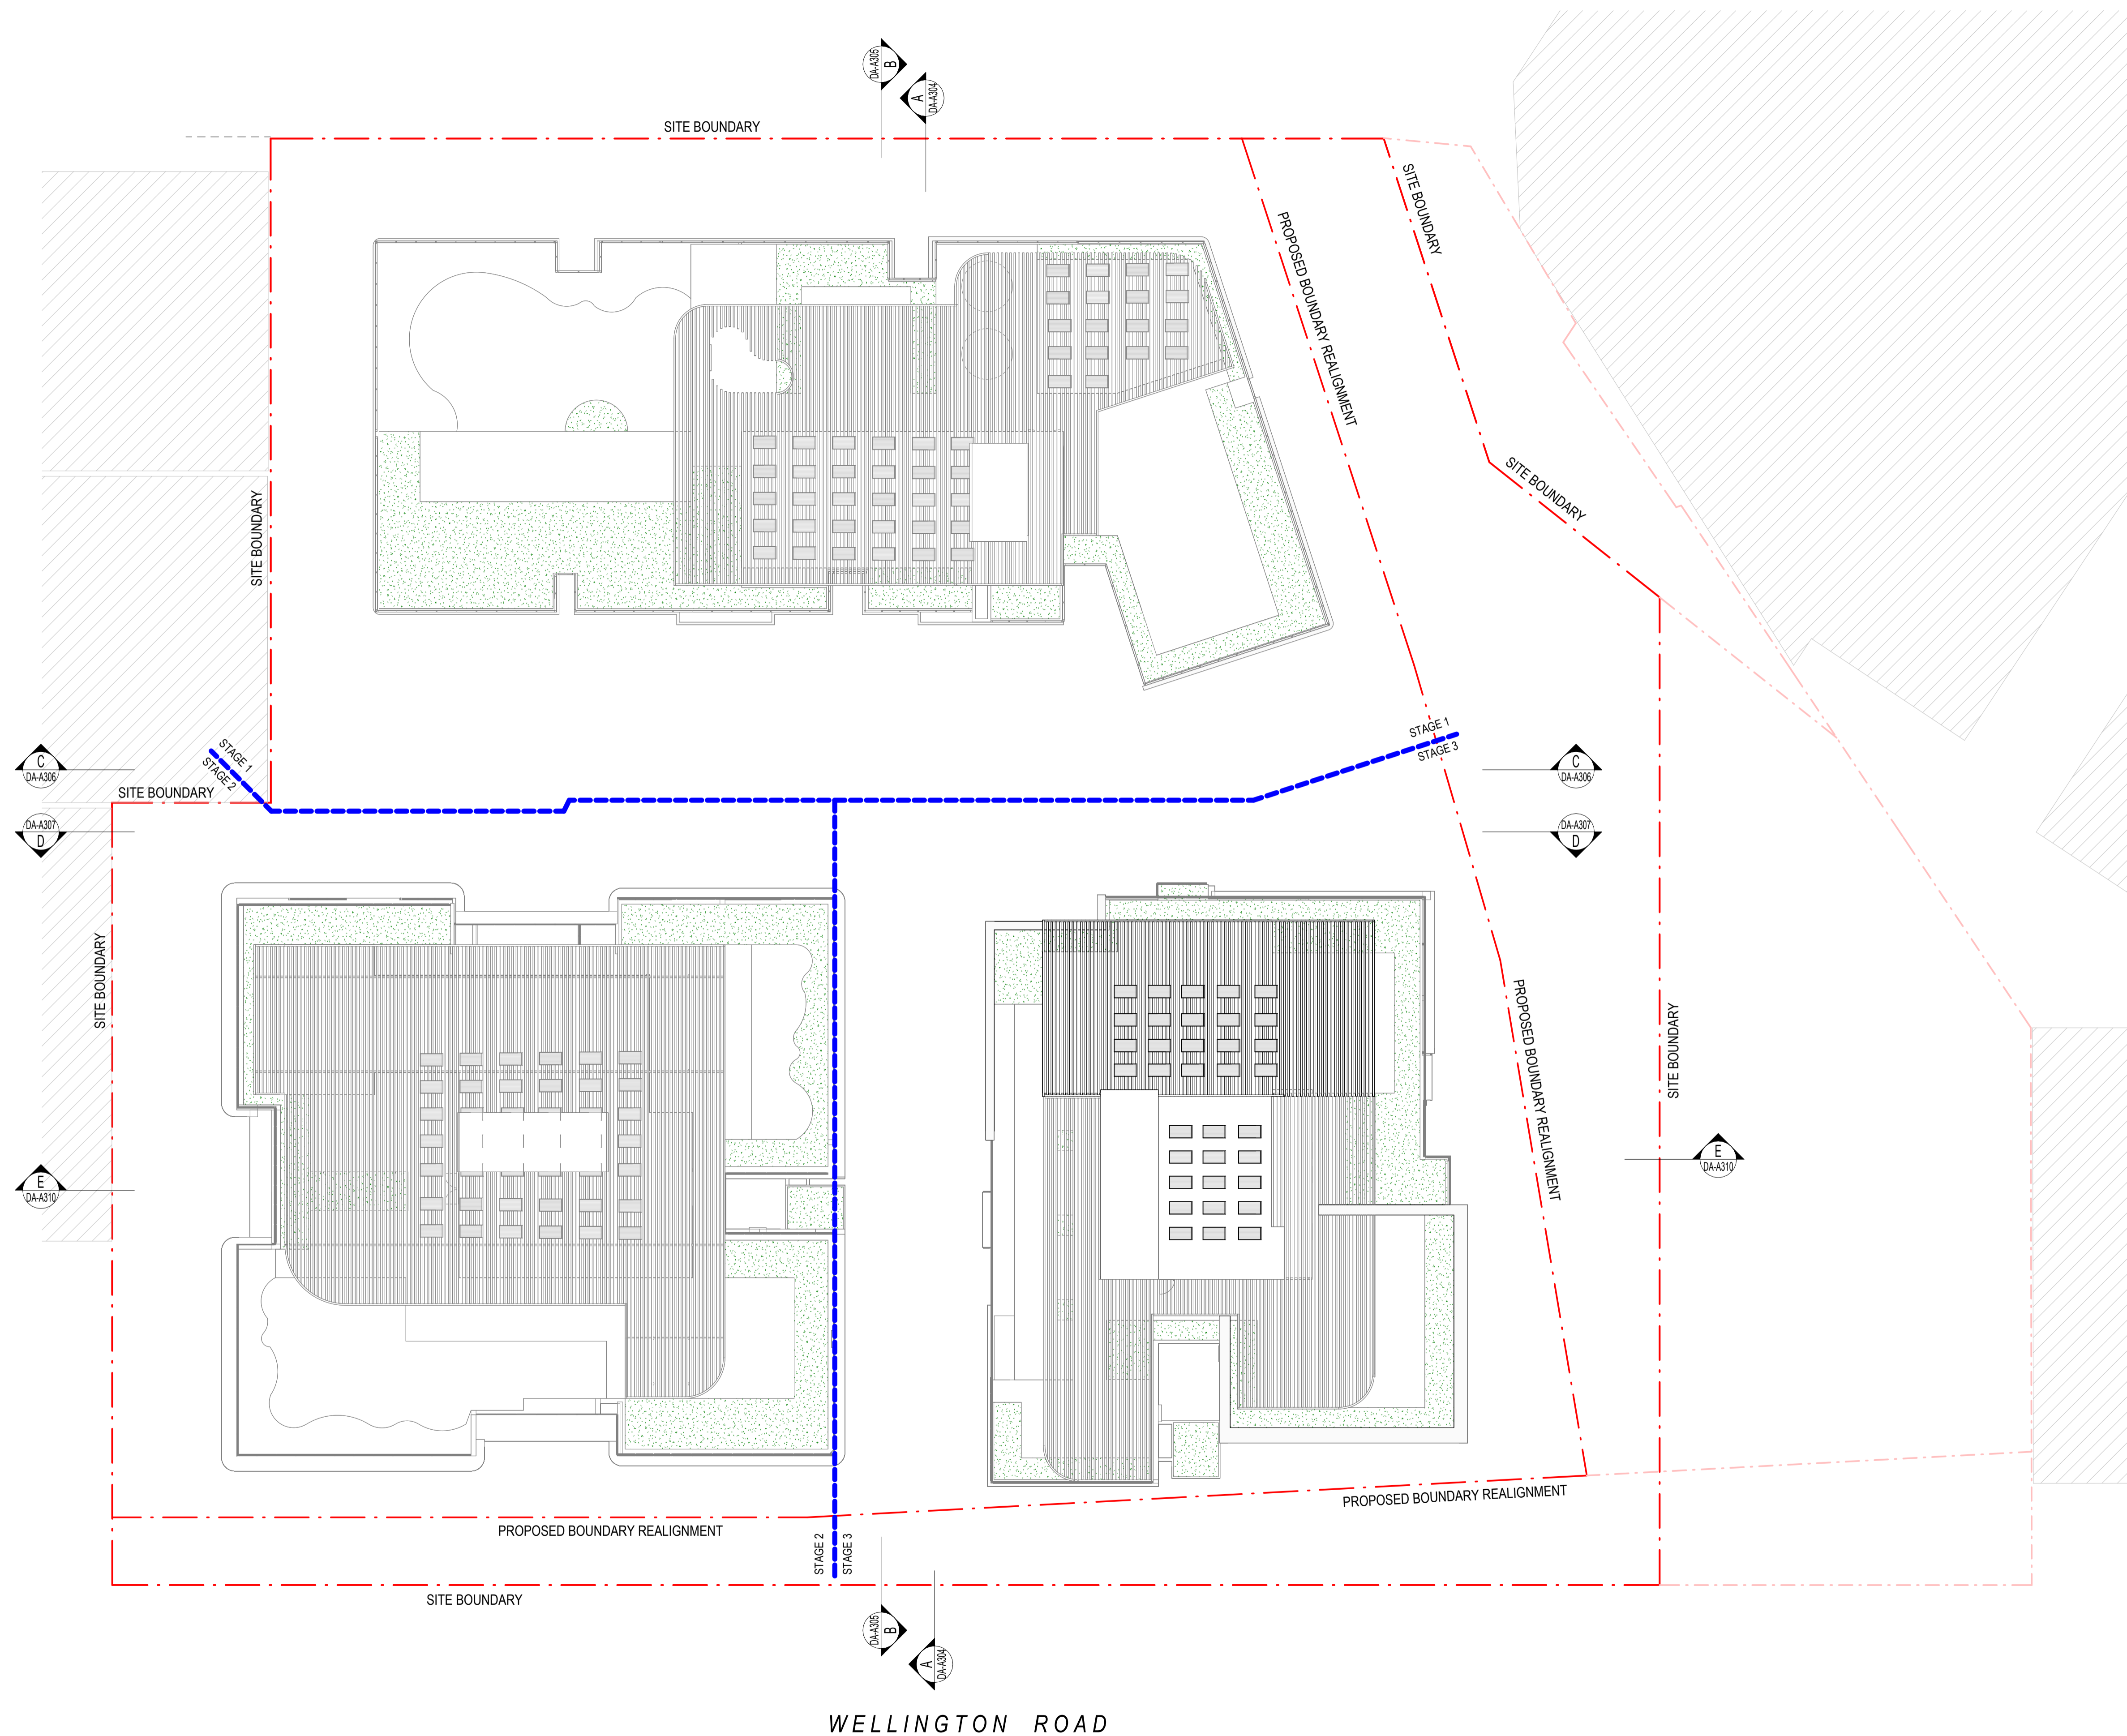 DA-A305
B
A
DA-A304
SITE BOUNDARY
SITE BOUNDARY
PROPOSED BOUNDARY REALIGNMENT
SITE BOUNDARY
SITE BOUNDARY
STAGE 1
STAGE 2
STAGE 1
STAGE 3
C
DA-A306
C
DA-A306
SITE BOUNDARY
DA-A307
D
DA-A307
D
SITE BOUNDARY
PROPOSED BOUNDARY REALIGNMENT
SITE BOUNDARY
E
DA-A310
E
DA-A310
PROPOSED BOUNDARY REALIGNMENT
PROPOSED BOUNDARY REALIGNMENT
STAGE 2
STAGE 3
SITE BOUNDARY
DA-A305
B
A
DA-A304
WELLINGTON ROAD